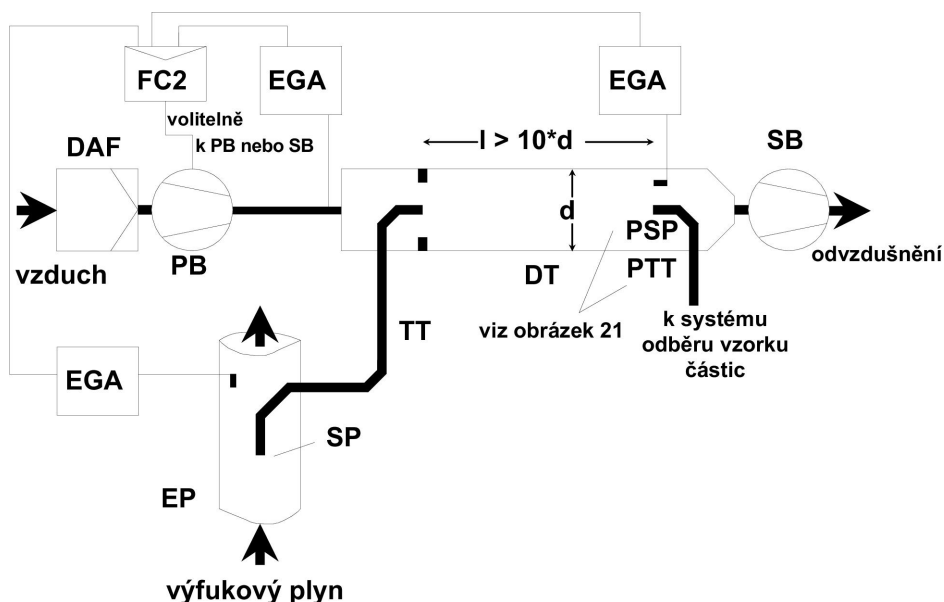 FC2
EGA
EGA
volitelně
k PB nebo SB
DAF
l > 10*d
SB
d
PSP
vzduch
PB
DT
PTT
odvzdušnění
TT
viz obrázek 21
k systému
odběru vzorku
částic
EGA
SP
EP
výfukový plyn